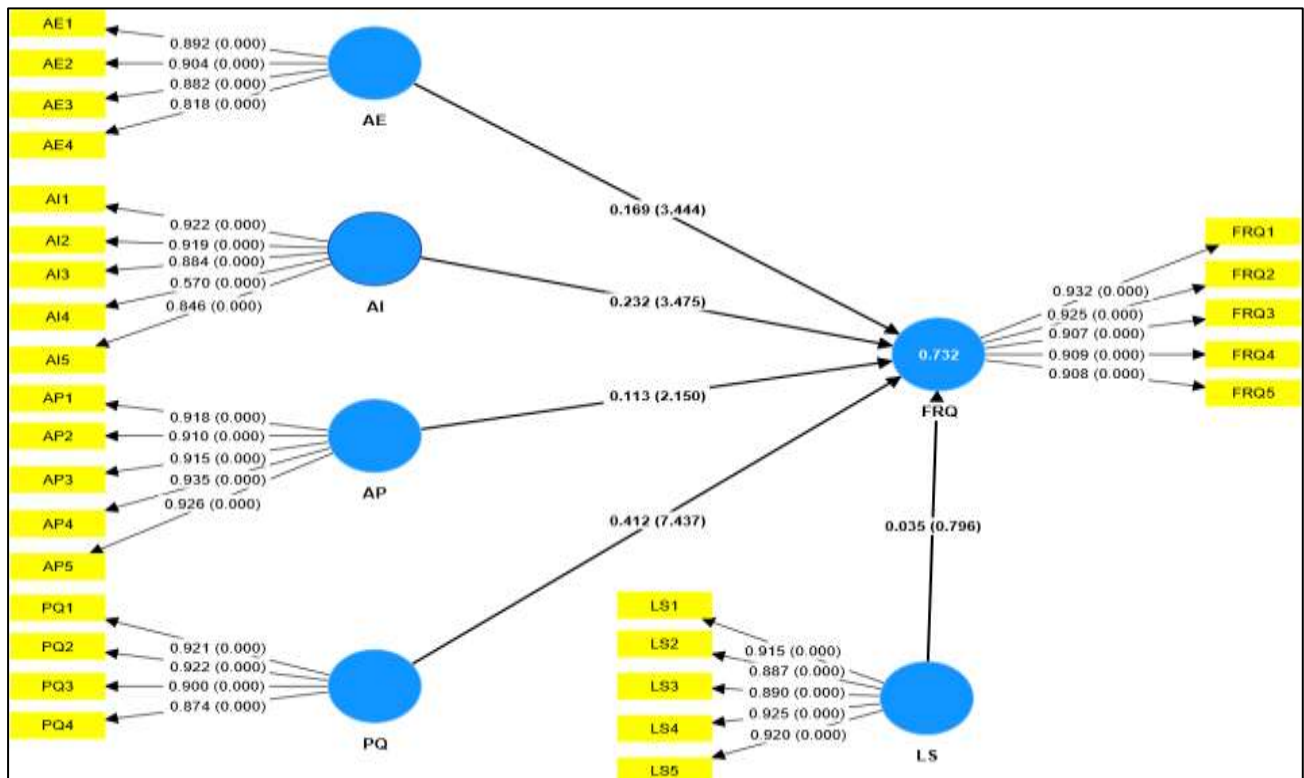 AE1
AE2
AE3
AE4
0.892 (0.000)
0.904 (0.000)
0.882 (0.000)
0.818 (0.000)
AE
AI1
AI2
AI3
AI4
AI5
0.922 (0.000)
0.919 (0.000)
0.884 (0.000)
0.570 (0.000)
0.846 (0.000)
AI
AP1
AP2
AP3
AP4
AP5
0.918 (0.000)
0.910 (0.000)
0.915 (0.000)
0.935 (0.000)
0.926 (0.000)
AP
PQ1
PQ2
PQ3
PQ4
0.921 (0.000)
0.922 (0.000)
0.900 (0.000)
0.874 (0.000)
PQ
0.169 (3.444)
0.232 (3.475)
0.113 (2.150)
0.412 (7.437)
0.035 (0.796)
0.732
FRQ
0.932 (0.000)
0.925 (0.000)
0.907 (0.000)
0.909 (0.000)
0.908 (0.000)
FRQ1
FRQ2
FRQ3
FRQ4
FRQ5
LS1
LS2
LS3
LS4
LS5
0.915 (0.000)
0.887 (0.000)
0.890 (0.000)
0.925 (0.000)
0.920 (0.000)
LS